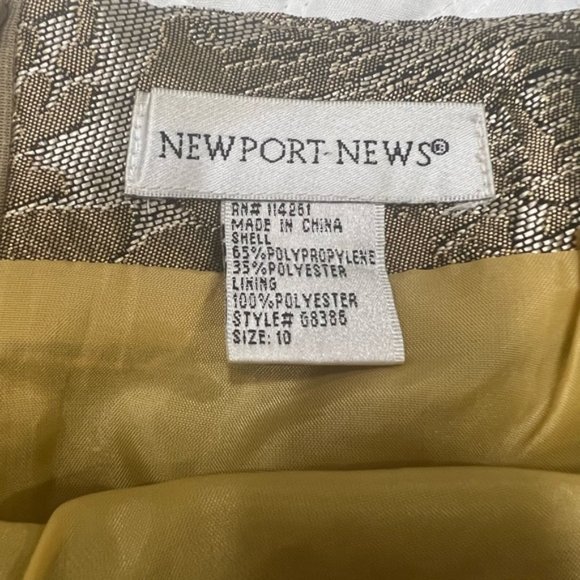 NEWPORT-NEWS®
RN# 114261
MADE IN CHINA
SHELL
65%POLYPROPYLENE
35%POLYESTER
LINING
100%POLYESTER
STYLE# G8386
SIZE: 10